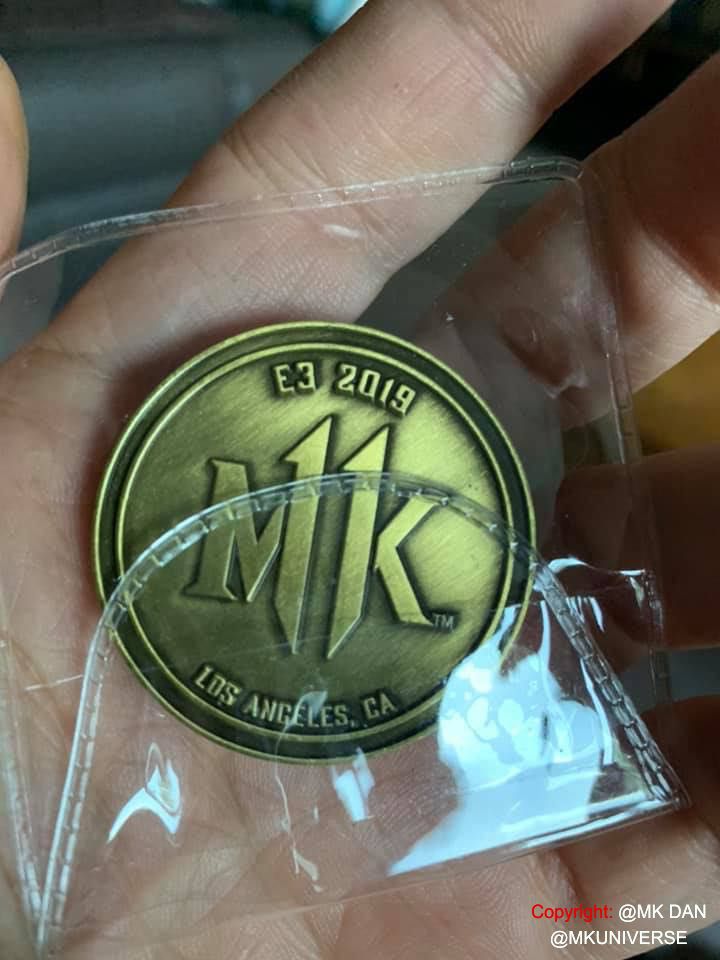 E3 2019
MK
TM
LOS ANGELES, CA
Copyright: @MK DAN
@MKUNIVERSE